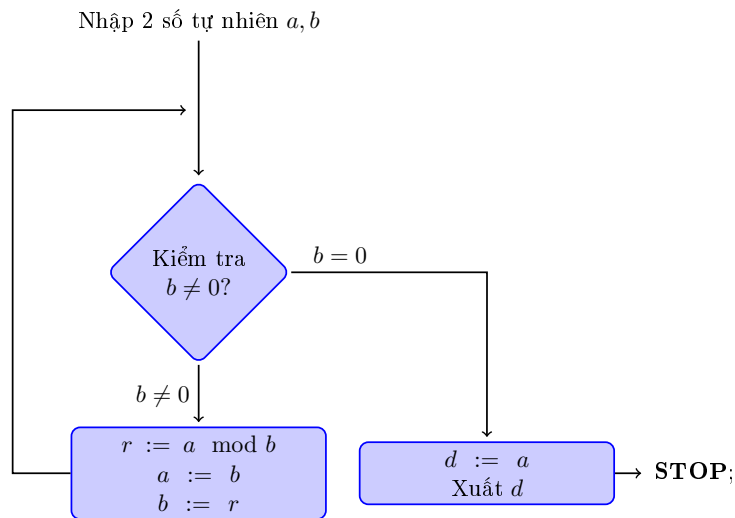 Nhập 2 số tự nhiên a, b
Kiểm tra
b ≠ 0?
b = 0
b ≠ 0
r := a mod b
a := b
b := r
d := a
Xuất d
STOP;